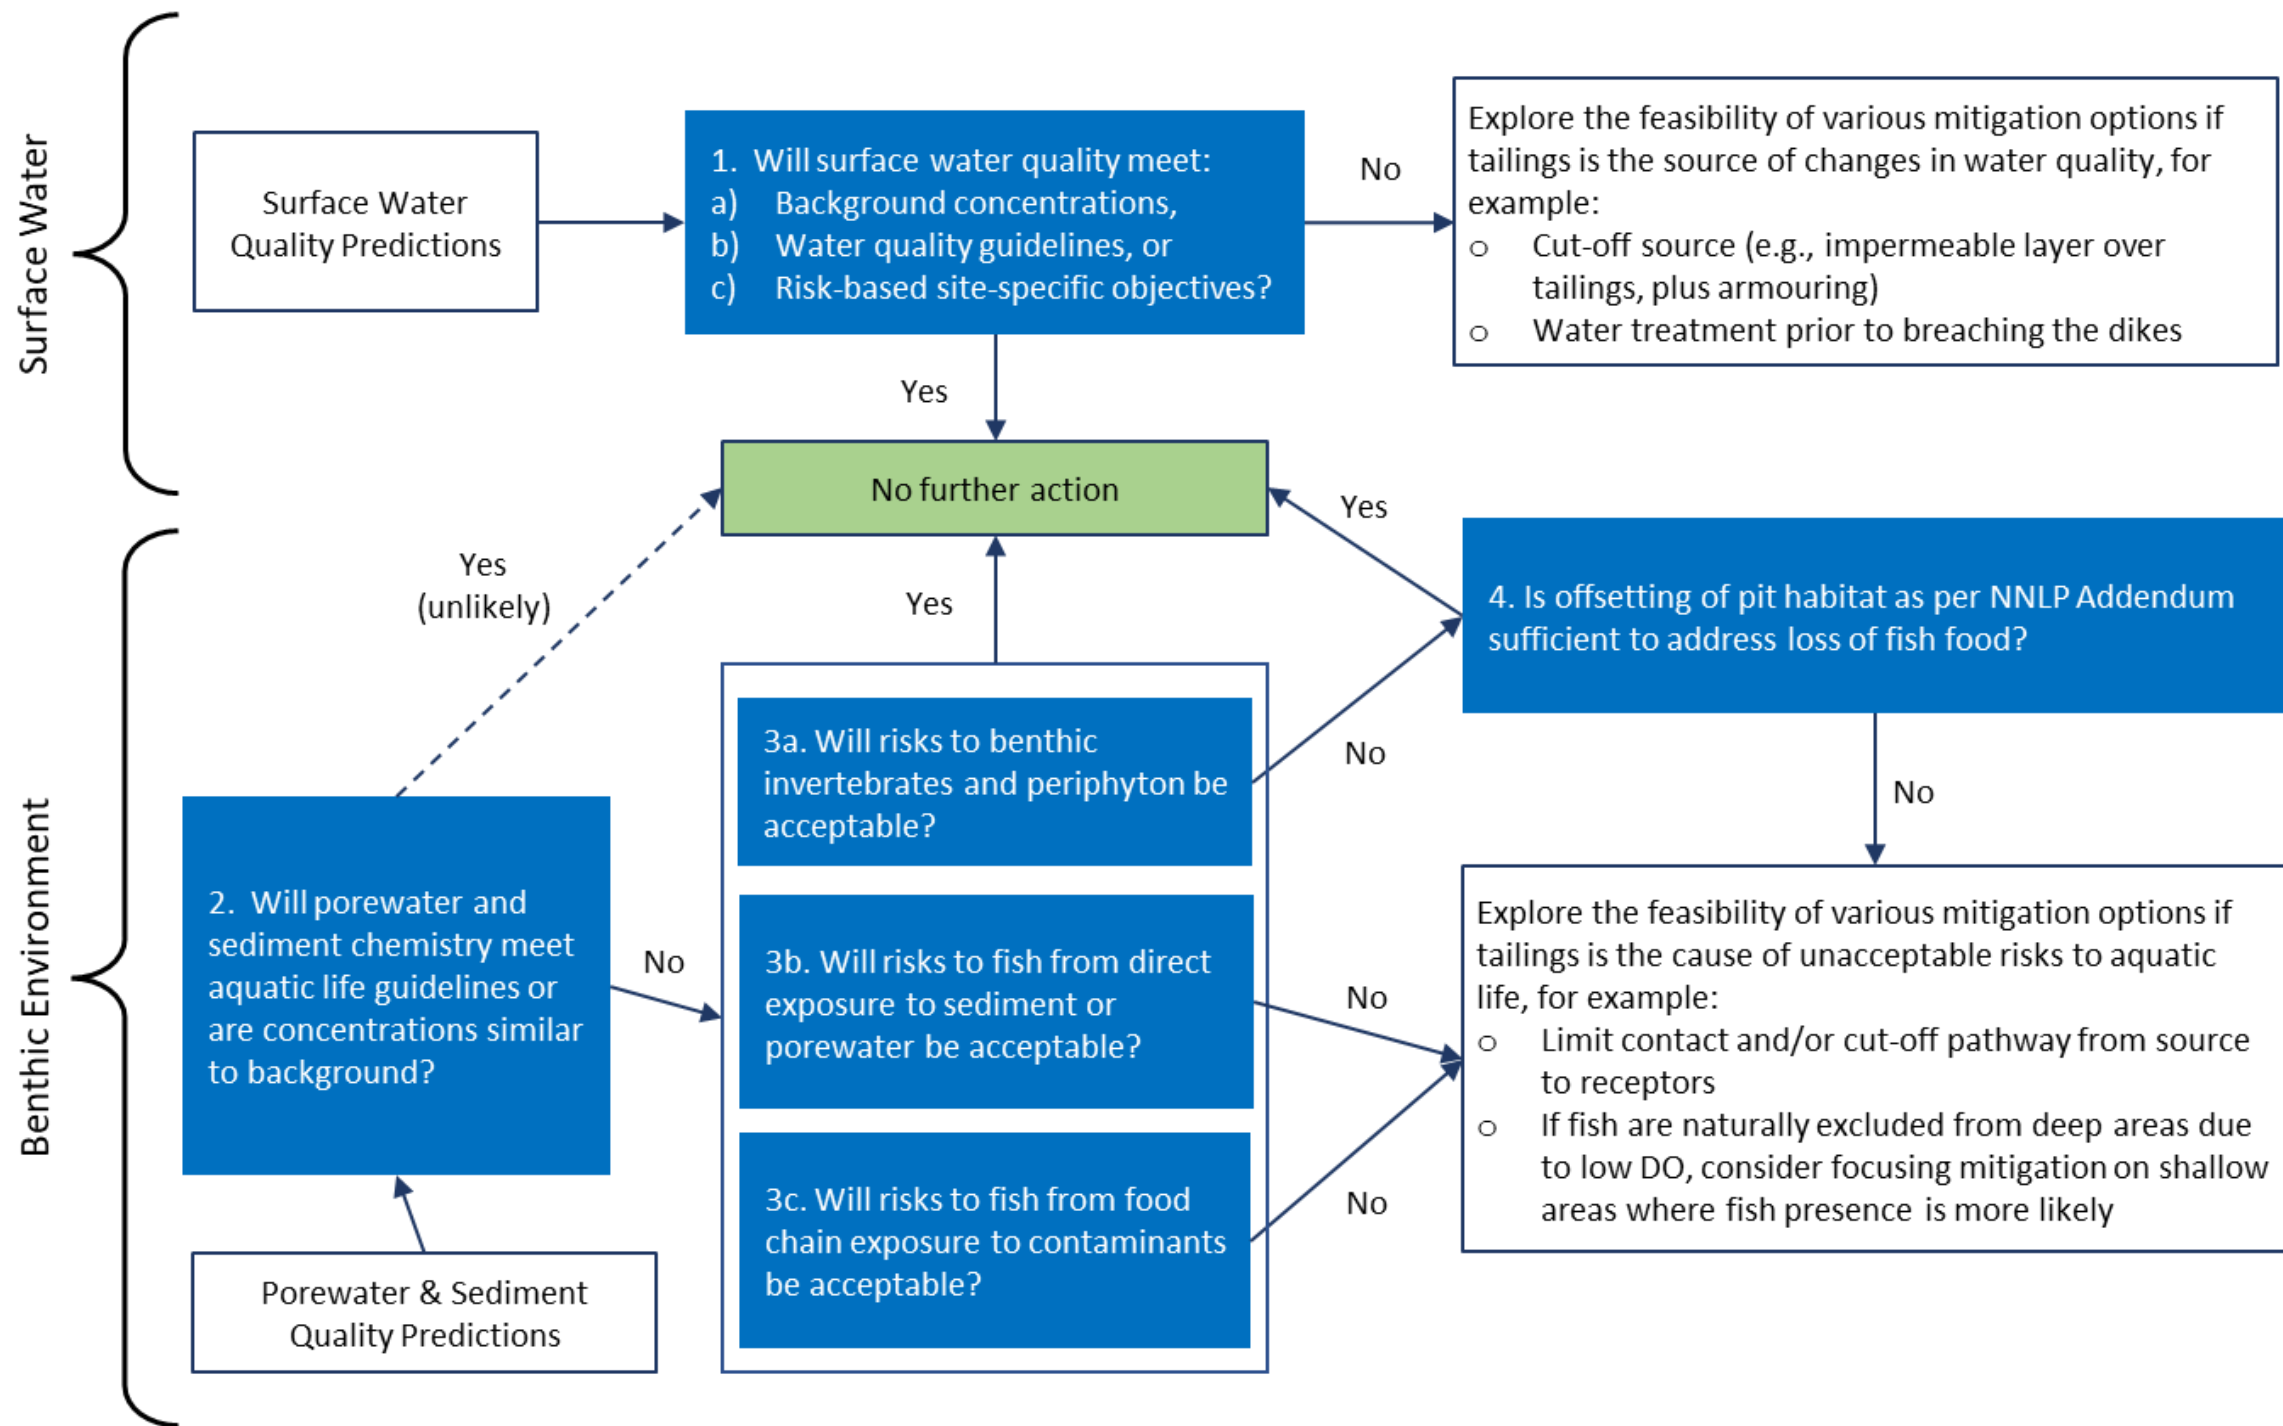 Surface Water
Surface Water
Quality Predictions
1. Will surface water quality meet:
a) Background concentrations,
b) Water quality guidelines, or
c) Risk-based site-specific objectives?
No
Explore the feasibility of various mitigation options if
tailings is the source of changes in water quality, for
example:
o Cut-off source (e.g., impermeable layer over
tailings, plus armouring)
o Water treatment prior to breaching the dikes
Yes
No further action
Benthic Environment
Yes
(unlikely)
Yes
Yes
4. Is offsetting of pit habitat as per NNLP Addendum
sufficient to address loss of fish food?
2. Will porewater and
sediment chemistry meet
aquatic life guidelines or
are concentrations similar
to background?
No
3a. Will risks to benthic
invertebrates and periphyton be
acceptable?
No
3b. Will risks to fish from direct
exposure to sediment or
porewater be acceptable?
No
3c. Will risks to fish from food
chain exposure to contaminants
be acceptable?
No
No
Explore the feasibility of various mitigation options if
tailings is the cause of unacceptable risks to aquatic
life, for example:
o Limit contact and/or cut-off pathway from source
to receptors
o If fish are naturally excluded from deep areas due
to low DO, consider focusing mitigation on shallow
areas where fish presence is more likely
Porewater & Sediment
Quality Predictions